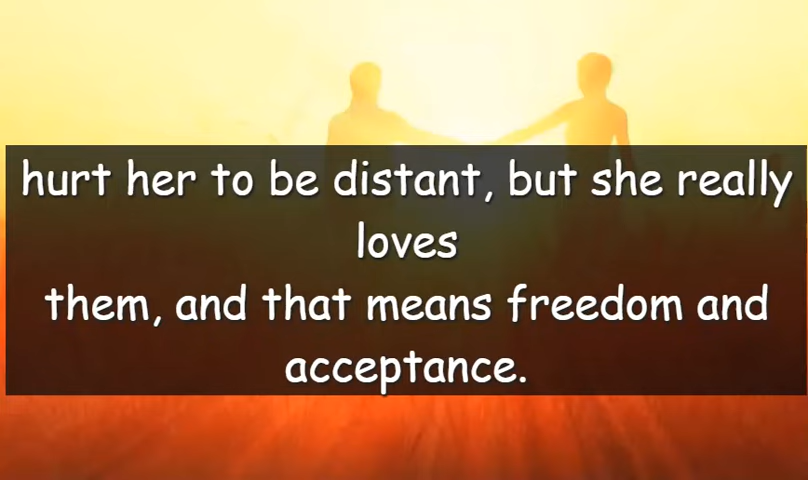 hurt her to be distant, but she really
loves
them, and that means freedom and
acceptance.